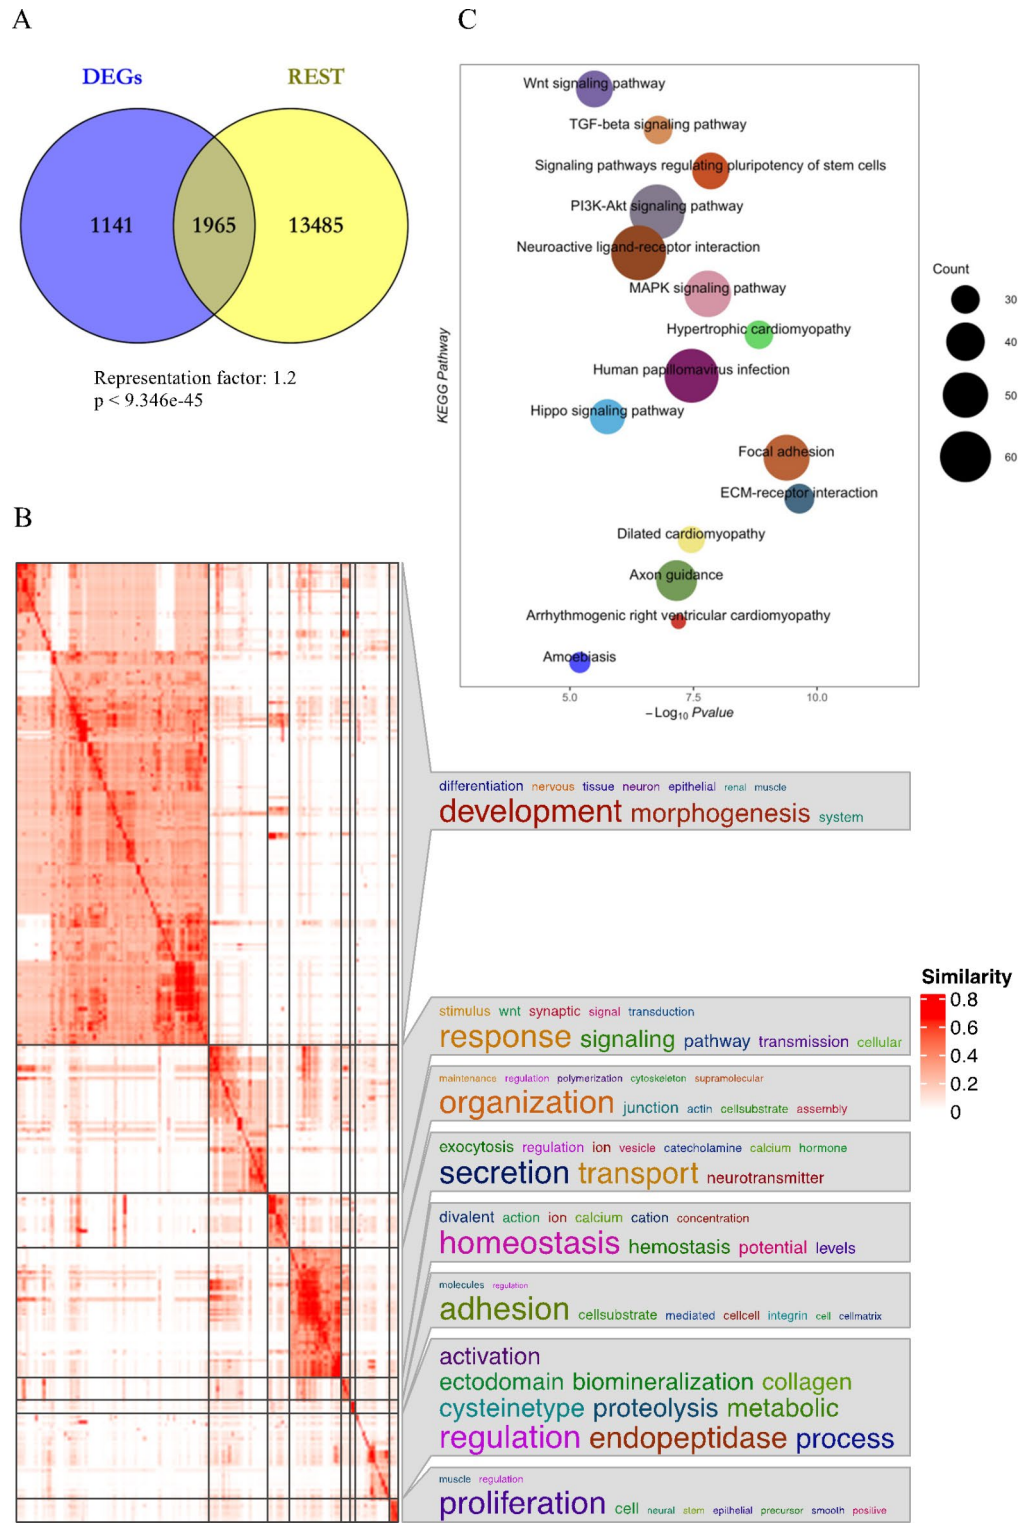 A
DEGs
REST
1141
1965
13485
Representation factor: 1.2
p < 9.346e-45
C
KEGG Pathway
Wnt signaling pathway
TGF-beta signaling pathway
Signaling pathways regulating pluripotency of stem cells
PI3K-Akt signaling pathway
Neuroactive ligand-receptor interaction
MAPK signaling pathway
Hypertrophic cardiomyopathy
Human papillomavirus infection
Hippo signaling pathway
Focal adhesion
ECM-receptor interaction
Dilated cardiomyopathy
Axon guidance
Arrhythmogenic right ventricular cardiomyopathy
Amoebiasis
5.0
7.5
10.0
−Log10 Pvalue
Count
30
40
50
60
B
differentiation nervous tissue neuron epithelial renal muscle
development morphogenesis system
stimulus wnt synaptic signal transduction
response signaling pathway transmission cellular
maintenance regulation polymerization cytoskeleton supramolecular
organization junction actin cellsubstrate assembly
exocytosis regulation ion vesicle catecholamine calcium hormone
secretion transport neurotransmitter
divalent action ion calcium cation concentration
homeostasis hemostasis potential levels
molecules regulation
adhesion cellsubstrate mediated cellcell integrin cell cellmatrix
activation
ectodomain biomineralization collagen
cysteinetype proteolysis metabolic
regulation endopeptidase process
muscle regulation
proliferation cell neural stem epithelial precursor smooth positive
Similarity
0.8
0.6
0.4
0.2
0